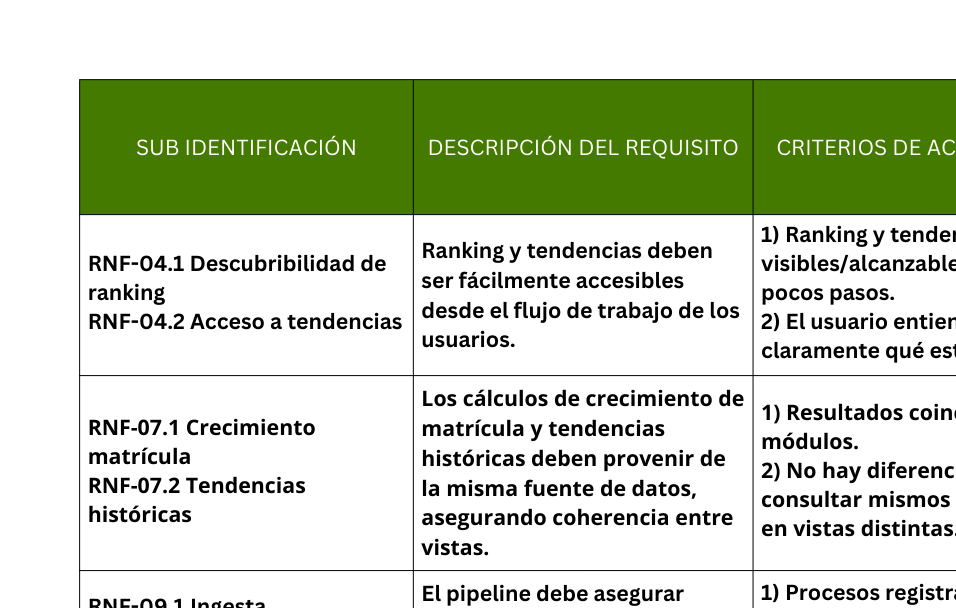 SUB IDENTIFICACIÓN
DESCRIPCIÓN DEL REQUISITO
CRITERIOS DE AC
RNF-04.1 Descubribilidad de
ranking
RNF-04.2 Acceso a tendencias
Ranking y tendencias deben
ser fácilmente accesibles
desde el flujo de trabajo de los
usuarios.
1) Ranking y tenden
visibles/alcanzable
pocos pasos.
2) El usuario entien
claramente qué est
RNF-07.1 Crecimiento
matrícula
RNF-07.2 Tendencias
históricas
Los cálculos de crecimiento de
matrícula y tendencias
históricas deben provenir de
la misma fuente de datos,
asegurando coherencia entre
vistas.
1) Resultados coinc
módulos.
2) No hay diferenc
consultar mismos
en vistas distintas.
RNF-09.1 Ingesta
El pipeline debe asegurar
1) Procesos registra